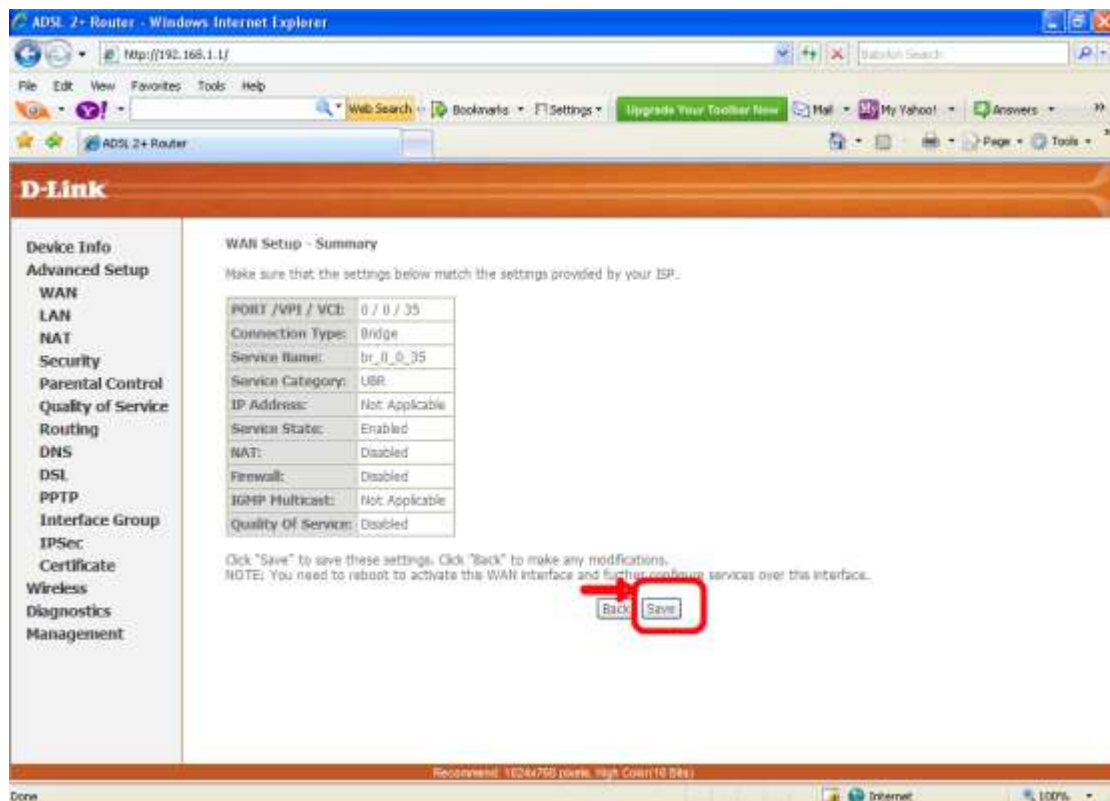 ADSL 2+ Router - Windows Internet Explorer
http://192.168.1.1/
Babylon Search
File Edit View Favorites Tools Help
Web Search Bookmarks Settings Upgrade Your Toolbar Now Mail My Yahoo! Answers
ADSL 2+ Router
Page Tools
D-Link
Device Info
Advanced Setup
WAN
LAN
NAT
Security
Parental Control
Quality of Service
Routing
DNS
DSL
PPTP
Interface Group
IPSec
Certificate
Wireless
Diagnostics
Management
WAN Setup - Summary
Make sure that the settings below match the settings provided by your ISP.
PORT /VPI / VCI: 0 / 0 / 35
Connection Type: Bridge
Service Name: br_0_0_35
Service Category: UBR
IP Address: Not Applicable
Service State: Enabled
NAT: Disabled
Firewall: Disabled
IGMP Multicast: Not Applicable
Quality Of Service: Disabled
Click "Save" to save these settings. Click "Back" to make any modifications.
NOTE: You need to reboot to activate this WAN interface and further configure services over this interface.
Back Save
Recommend: 1024x768 pixels, High Color(16 Bits)
Done Internet 100%